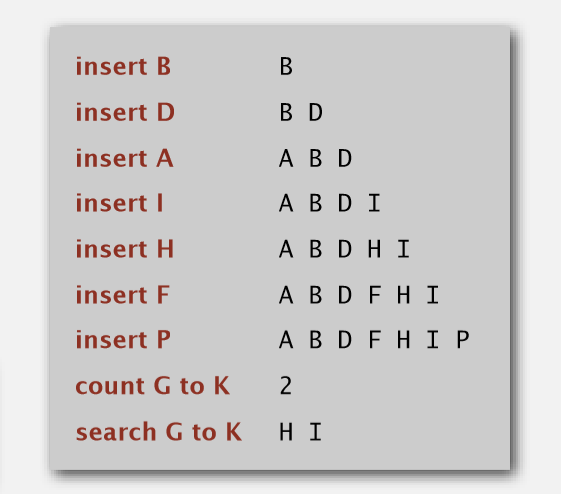 insert B B
insert D B D
insert A A B D
insert I A B D I
insert H A B D H I
insert F A B D F H I
insert P A B D F H I P
count G to K 2
search G to K H I